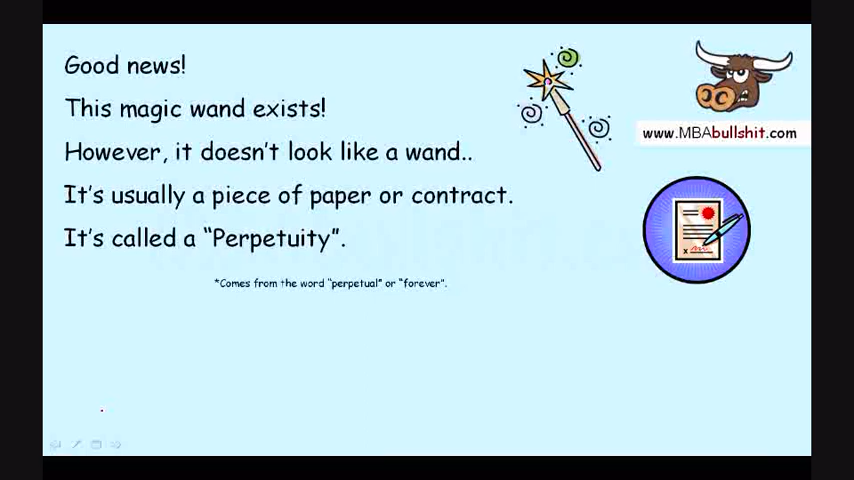 Good news!
This magic wand exists!
www.MBAbullshit.com
However, it doesn't look like a wand..
It's usually a piece of paper or contract.
It's called a “Perpetuity”.
*Comes from the word “perpetual” or “forever”.